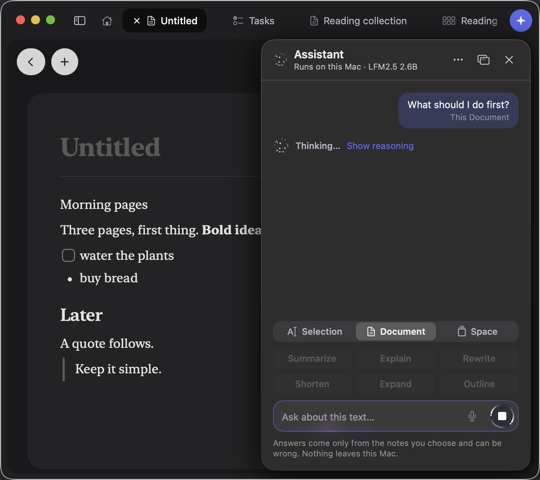 Untitled
Tasks
Reading collection
Reading
Untitled
Morning pages
Three pages, first thing. Bold idea
water the plants
• buy bread
Later
A quote follows.
Keep it simple.
Assistant
Runs on this Mac · LFM2.5 2.6B
What should I do first?
This Document
Thinking... Show reasoning
Selection
Document
Space
Summarize
Explain
Rewrite
Shorten
Expand
Outline
Ask about this text...
Answers come only from the notes you choose and can be
wrong. Nothing leaves this Mac.